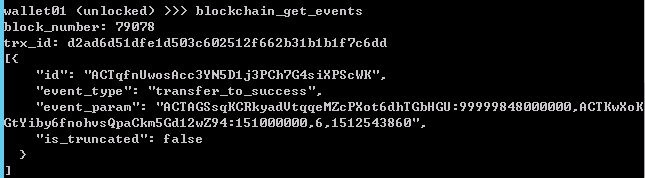 wallet01 (unlocked) >>> blockchain_get_events
block_number: 79078
trx_id: d2ad6d51dfe1d503c602512f662b31b1b1f7c6dd
[{
    "id": "ACTqfnUwosAcc3YN5D1j3PCh7G4siXPScWK",
    "event_type": "transfer_to_success",
    "event_param": "ACTAGSsqKCRkyadVtqqeMZcPXot6dhTGbHGU:99999848000000,ACTKwXoK
GtYiby6fnohvsQpaCkm5Gd12wZ94:151000000,6,1512543860",
    "is_truncated": false
  }
]